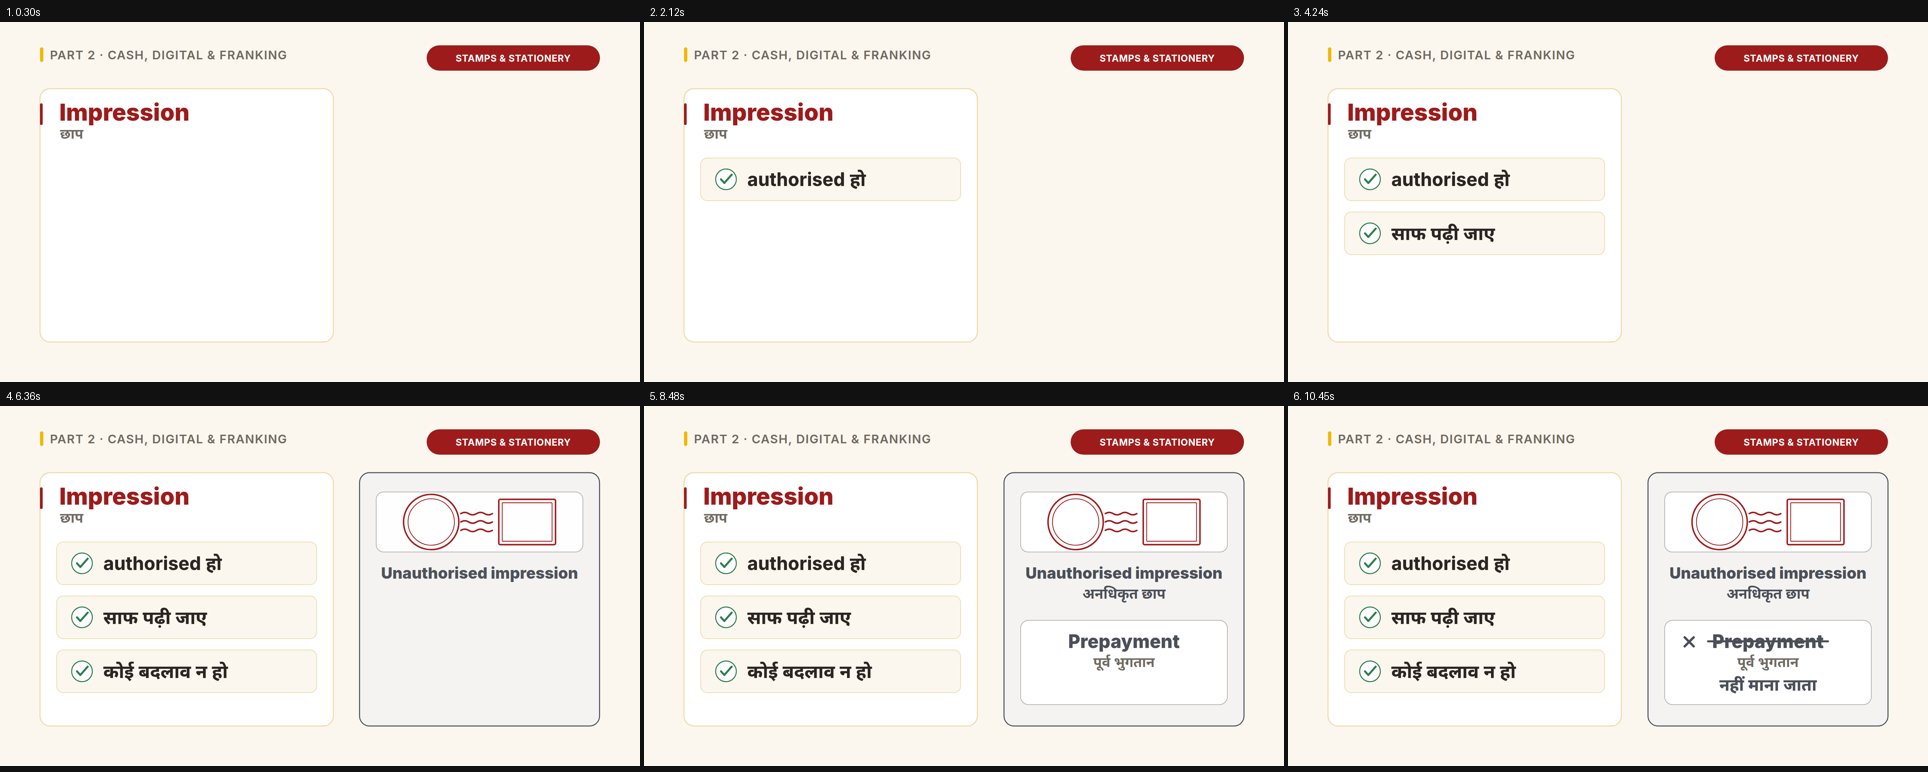 1. 0.30s
PART 2 · CASH, DIGITAL & FRANKING
STAMPS & STATIONERY
Impression
छाप
2. 2.12s
PART 2 · CASH, DIGITAL & FRANKING
STAMPS & STATIONERY
Impression
छाप
authorised हो
3. 4.24s
PART 2 · CASH, DIGITAL & FRANKING
STAMPS & STATIONERY
Impression
छाप
authorised हो
साफ पढ़ी जाए
4. 6.36s
PART 2 · CASH, DIGITAL & FRANKING
STAMPS & STATIONERY
Impression
छाप
authorised हो
साफ पढ़ी जाए
कोई बदलाव न हो
Unauthorised impression
5. 8.48s
PART 2 · CASH, DIGITAL & FRANKING
STAMPS & STATIONERY
Impression
छाप
authorised हो
साफ पढ़ी जाए
कोई बदलाव न हो
Unauthorised impression
अनधिकृत छाप
Prepayment
पूर्व भुगतान
6. 10.45s
PART 2 · CASH, DIGITAL & FRANKING
STAMPS & STATIONERY
Impression
छाप
authorised हो
साफ पढ़ी जाए
कोई बदलाव न हो
Unauthorised impression
अनधिकृत छाप
Prepayment
पूर्व भुगतान
नहीं माना जाता